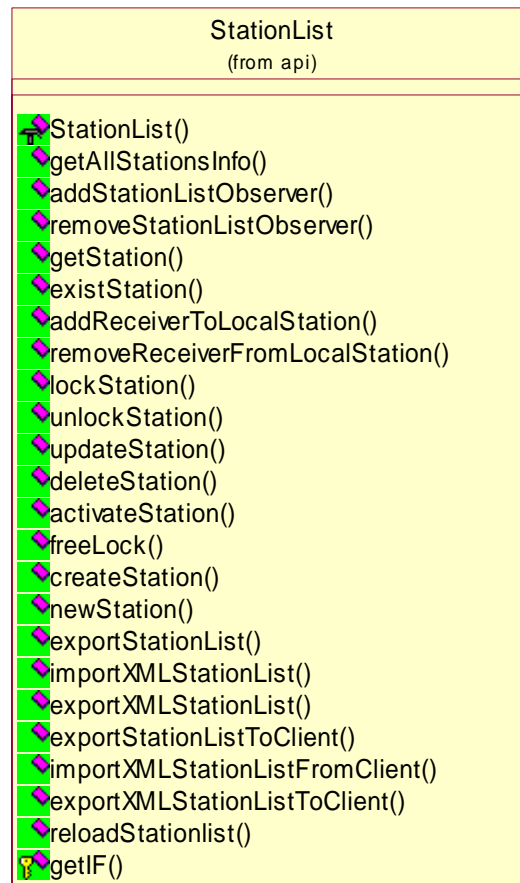 StationList
(from api)
StationList()
getAllStationsInfo()
addStationListObserver()
removeStationListObserver()
getStation()
existStation()
addReceiverToLocalStation()
removeReceiverFromLocalStation()
lockStation()
unlockStation()
updateStation()
deleteStation()
activateStation()
freeLock()
createStation()
newStation()
exportStationList()
importXMLStationList()
exportXMLStationList()
exportStationListToClient()
importXMLStationListFromClient()
exportXMLStationListToClient()
reloadStationlist()
getIF()